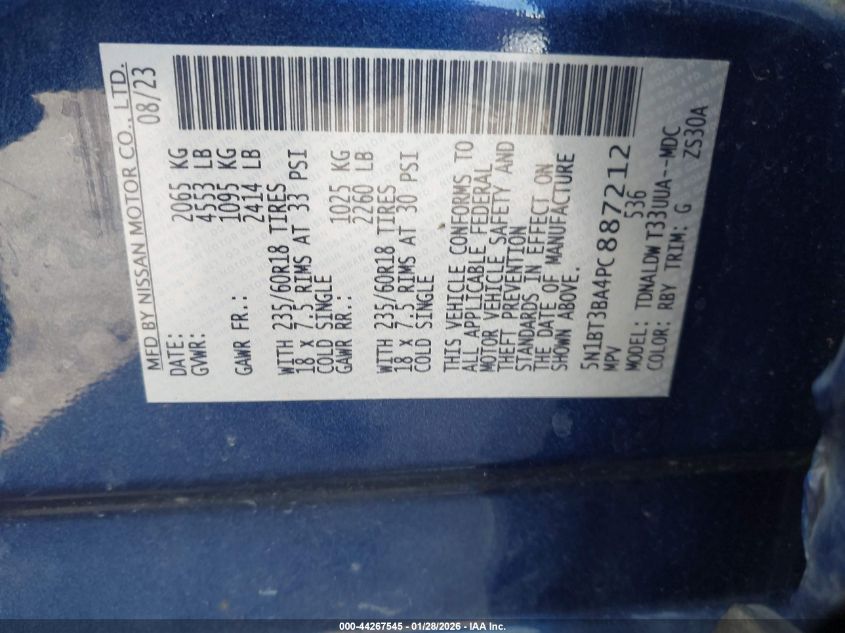 MFD BY NISSAN MOTOR CO., LTD.
DATE: 08/23
GVWR: 2065 KG
4553 LB
GAWR FR.: 1095 KG
2414 LB
WITH 235/60R18 TIRES
18 X 7.5 RIMS AT 33 PSI
COLD SINGLE
GAWR RR.: 1025 KG
2260 LB
WITH 235/60R18 TIRES
18 X 7.5 RIMS AT 30 PSI
COLD SINGLE
THIS VEHICLE CONFORMS TO
ALL APPLICABLE FEDERAL
MOTOR VEHICLE SAFETY AND
THEFT PREVENTION
STANDARDS IN EFFECT ON
THE DATE OF MANUFACTURE
SHOWN ABOVE.
5N1BT3BA4PC887212
MPV 536
MODEL: TDNALDW T33UUA--MDC
COLOR: RBY TRIM: G ZS30A
000-44267545 - 01/28/2026 - IAA Inc.